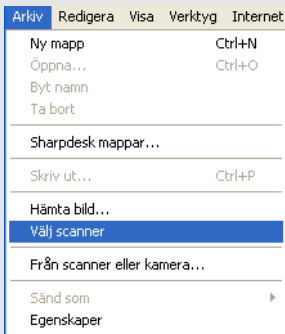 Arkiv Redigera Visa Verktyg Internet
Ny mapp Ctrl+N
Öppna... Ctrl+O
Byt namn
Ta bort
Sharpdesk mappar...
Skriv ut... Ctrl+P
Hämta bild...
Välj scanner
Från scanner eller kamera...
Sänd som
Egenskaper